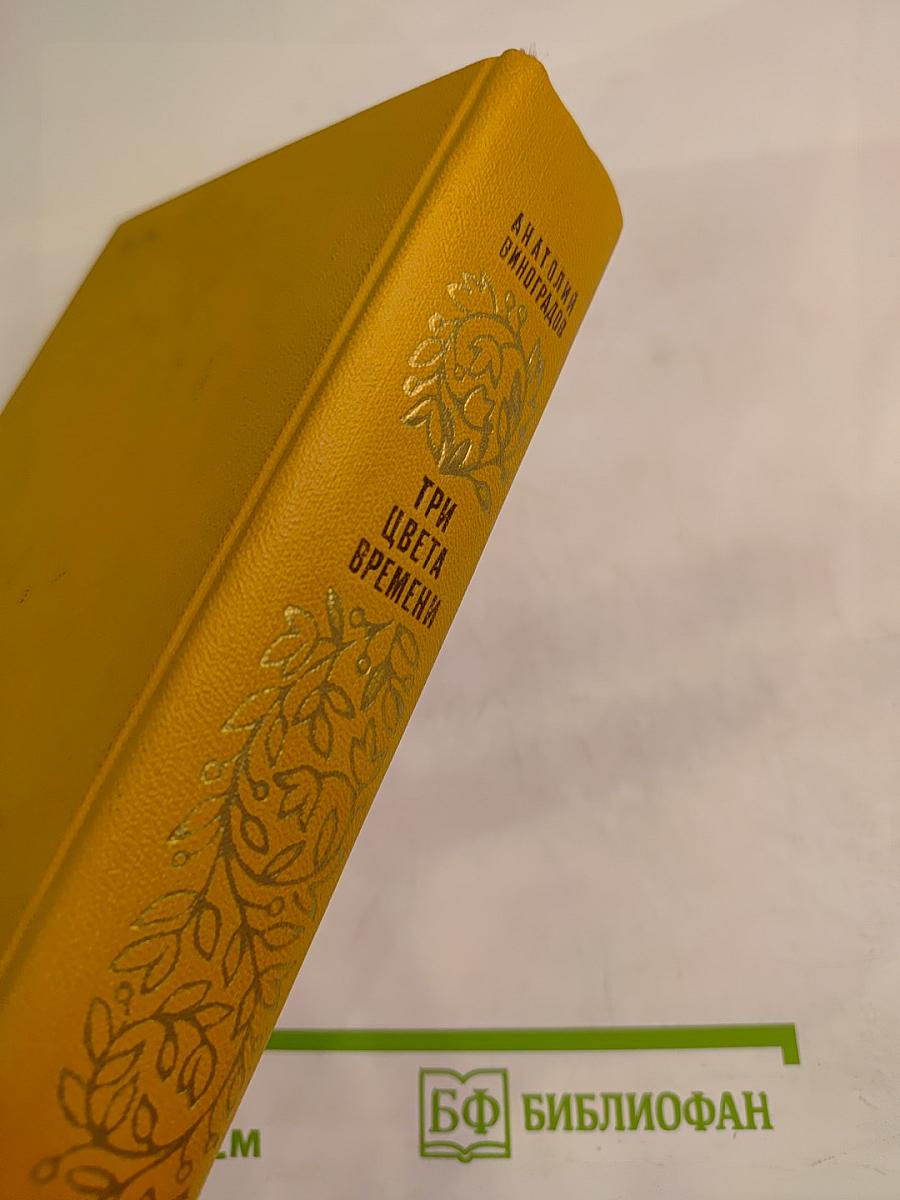 АНАТОЛИЙ
ВИНОГРАДОВ
ТРИ
ЦВЕТА
ВРЕМЕНИ
БФ БИБЛИОФАН